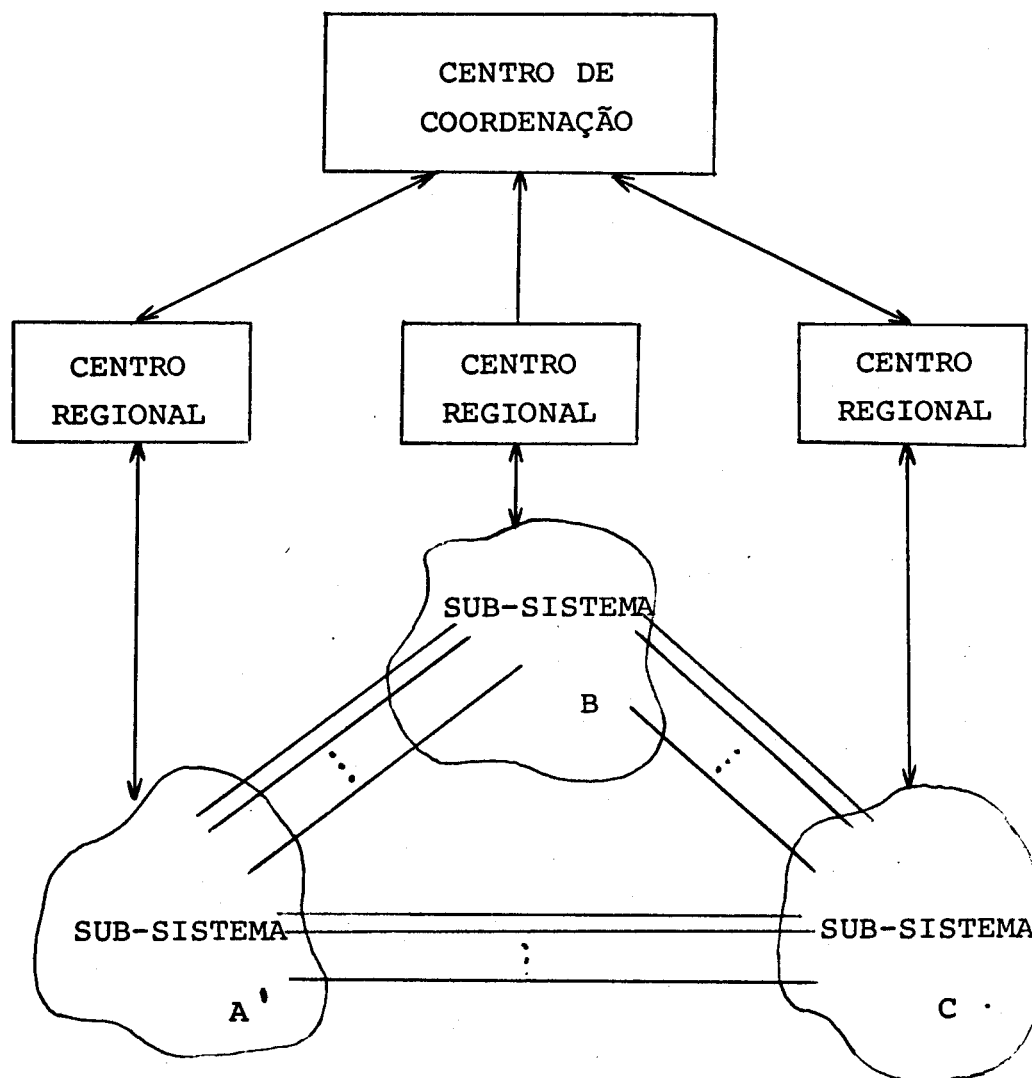 CENTRO DE
COORDENAÇÃO
CENTRO
REGIONAL
CENTRO
REGIONAL
CENTRO
REGIONAL
SUB-SISTEMA
B
SUB-SISTEMA
A
SUB-SISTEMA
C